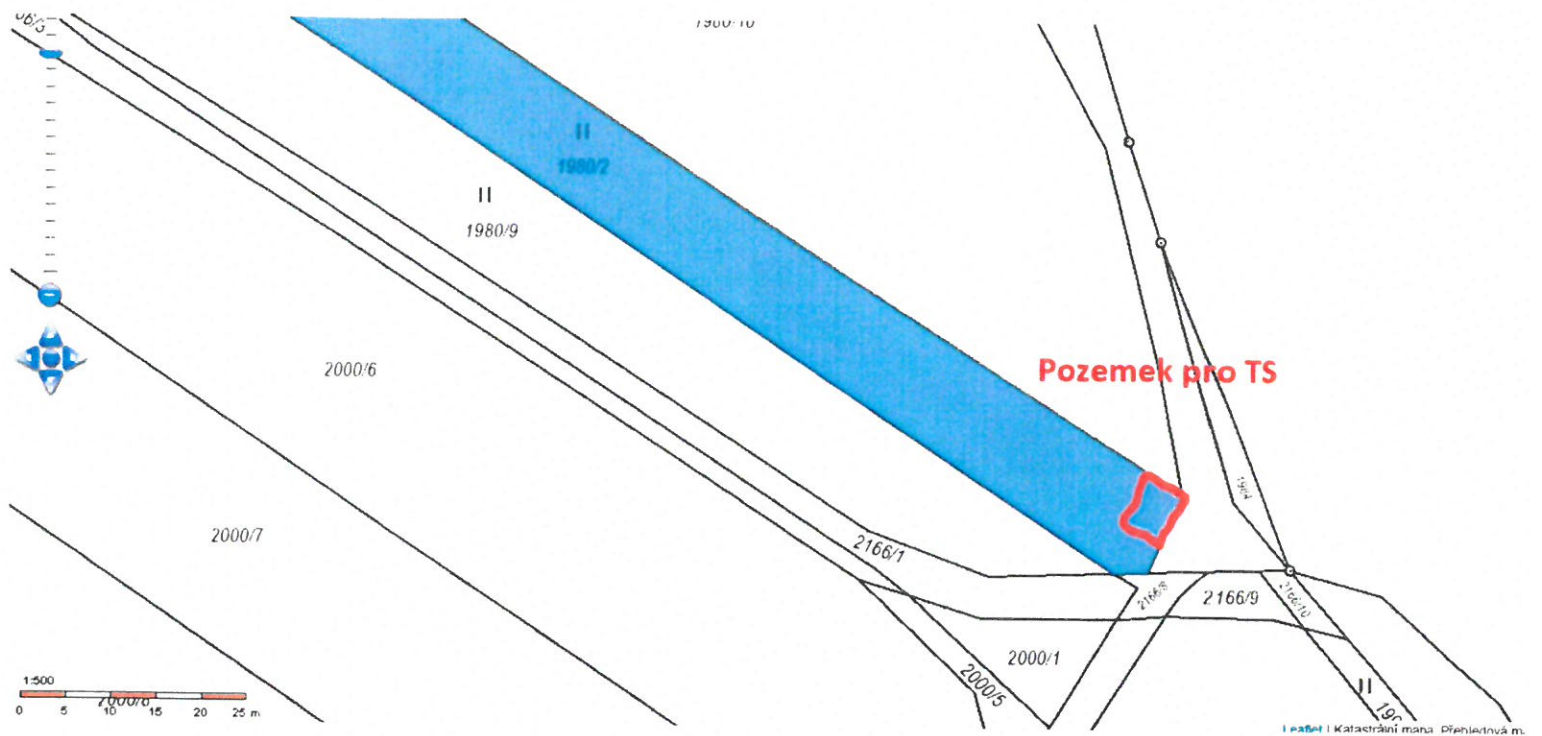 1980/10
II
1980/2
II
1980/9
2000/6
Pozemek pro TS
1984
2000/7
2166/1
2166/8
2166/9
2166/10
2000/1
2000/5
II
1:500
0 5 10 15 20 25 m
Leaflet | Katastrální mapa, Přehledová m.